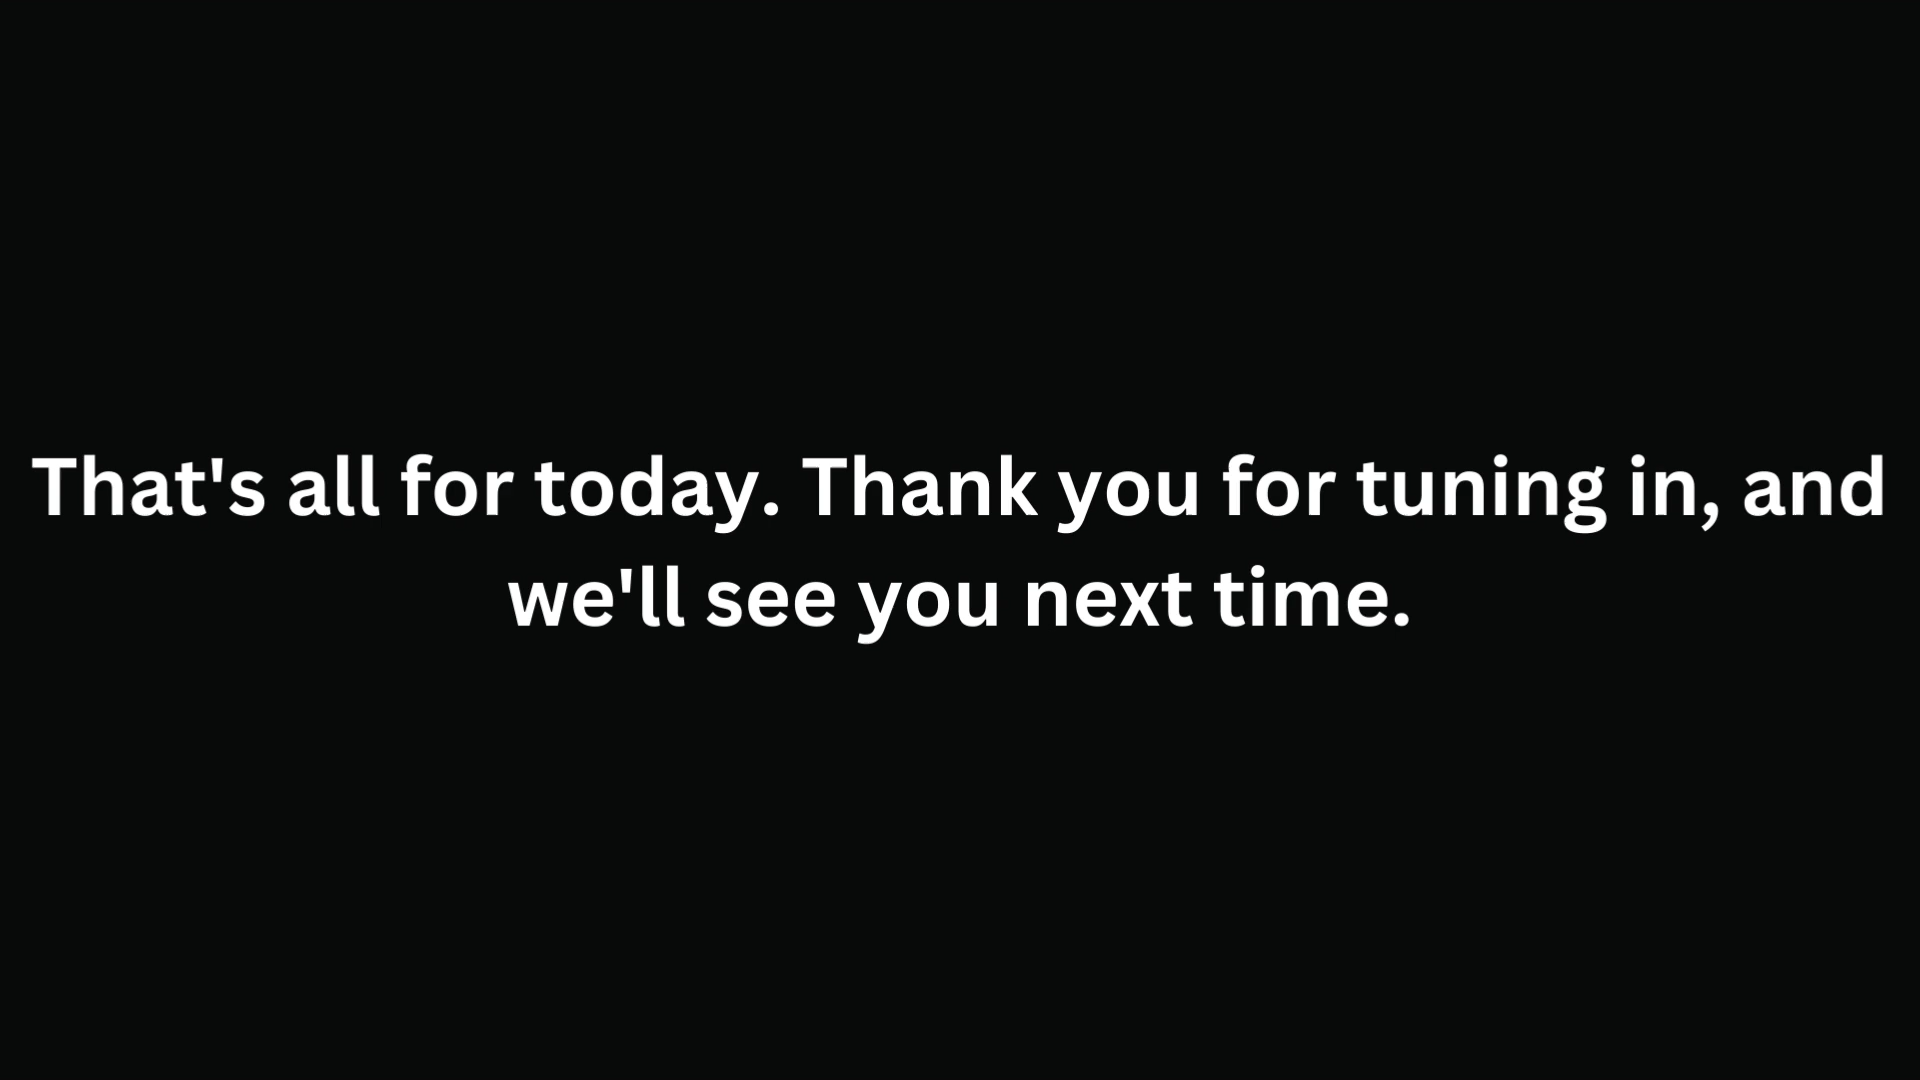 That's all for today. Thank you for tuning in, and
we'll see you next time.